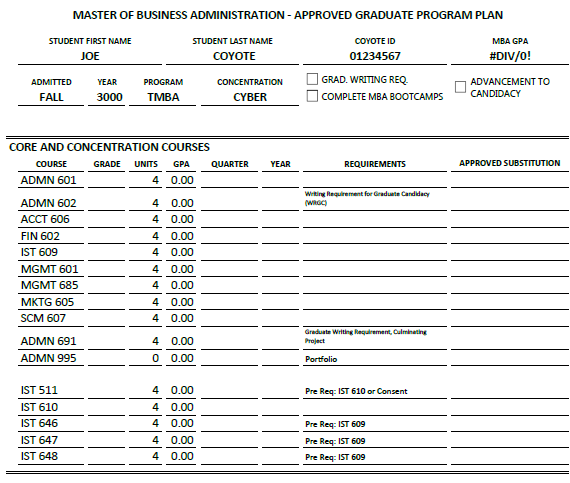 MASTER OF BUSINESS ADMINISTRATION - APPROVED GRADUATE PROGRAM PLAN
STUDENT FIRST NAME STUDENT LAST NAME COYOTE ID MBA GPA
JOE COYOTE 01234567 #DIV/0!
ADMITTED YEAR PROGRAM CONCENTRATION GRAD. WRITING REQ. ADVANCEMENT TO
FALL 3000 TMBA CYBER COMPLETE MBA BOOTCAMPS CANDIDACY
CORE AND CONCENTRATION COURSES
COURSE GRADE UNITS GPA QUARTER YEAR REQUIREMENTS APPROVED SUBSTITUTION
ADMN 601 4 0.00
Writing Requirement for Graduate Candidacy
ADMN 602 4 0.00 (WRGC)
ACCT 606 4 0.00
FIN 602 4 0.00
IST 609 4 0.00
MGMT 601 4 0.00
MGMT 685 4 0.00
MKTG 605 4 0.00
SCM 607 4 0.00
Graduate Writing Requirement, Culminating
ADMN 691 4 0.00 Project
ADMN 995 0 0.00 Portfolio
IST 511 4 0.00 Pre Req: IST 610 or Consent
IST 610 4 0.00
IST 646 4 0.00 Pre Req: IST 609
IST 647 4 0.00 Pre Req: IST 609
IST 648 4 0.00 Pre Req: IST 609